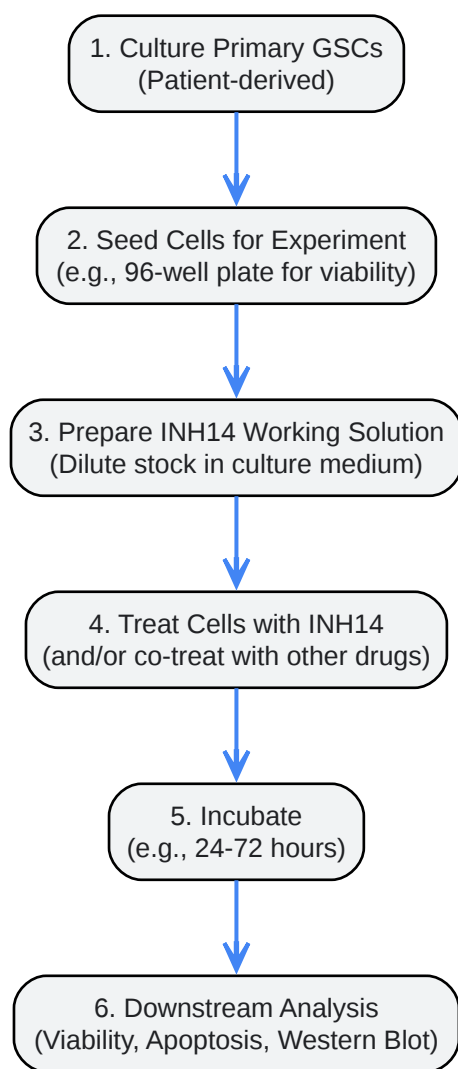 1. Culture Primary GSCs
(Patient-derived)
2. Seed Cells for Experiment
(e.g., 96-well plate for viability)
3. Prepare INH14 Working Solution
(Dilute stock in culture medium)
4. Treat Cells with INH14
(and/or co-treat with other drugs)
5. Incubate
(e.g., 24-72 hours)
6. Downstream Analysis
(Viability, Apoptosis, Western Blot)